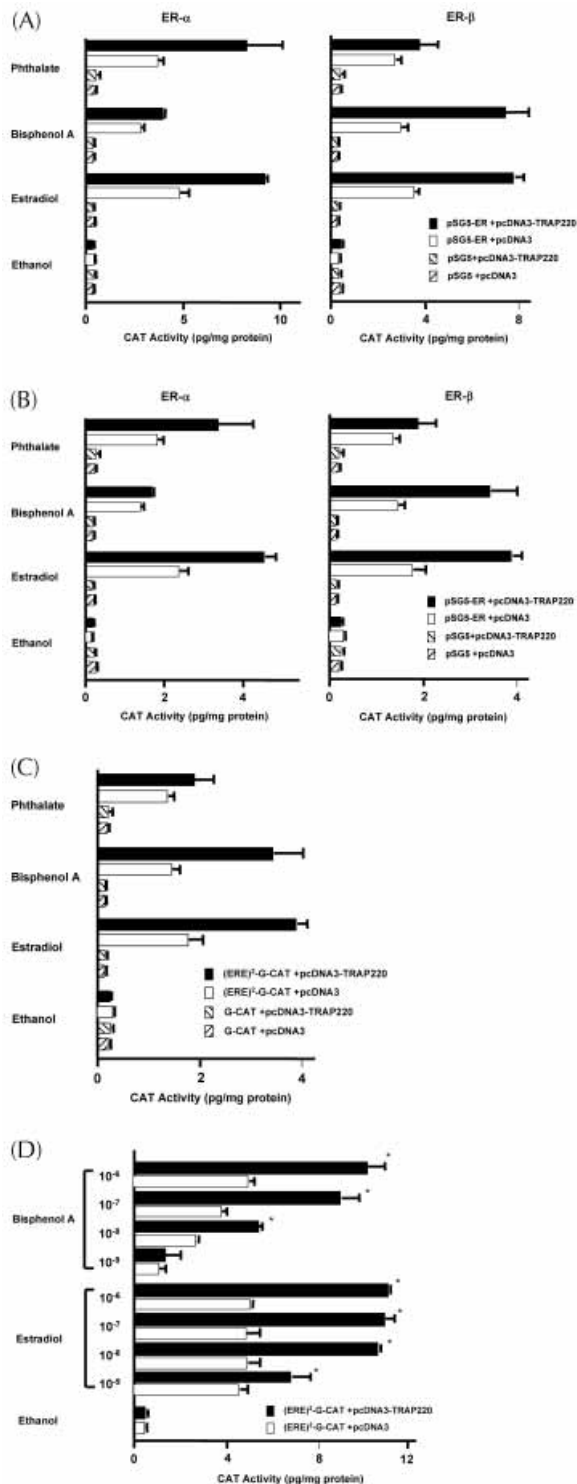 (A)
ER-α
ER-β
Phthalate
Bisphenol A
Estradiol
Ethanol
pSG5-ER +pcDNA3-TRAP220
pSG5-ER +pcDNA3
pSG5+pcDNA3-TRAP220
pSG5 +pcDNA3
0 5 10
0 4 8
CAT Activity (pg/mg protein)
CAT Activity (pg/mg protein)
(B)
ER-α
ER-β
Phthalate
Bisphenol A
Estradiol
Ethanol
pSG5-ER +pcDNA3-TRAP220
pSG5-ER +pcDNA3
pSG5+pcDNA3-TRAP220
pSG5 +pcDNA3
0 2 4
0 2 4
CAT Activity (pg/mg protein)
CAT Activity (pg/mg protein)
(C)
Phthalate
Bisphenol A
Estradiol
Ethanol
(ERE)²-G-CAT +pcDNA3-TRAP220
(ERE)²-G-CAT +pcDNA3
G-CAT +pcDNA3-TRAP220
G-CAT +pcDNA3
0 2 4
CAT Activity (pg/mg protein)
(D)
10⁻⁶ *
10⁻⁷ *
Bisphenol A
10⁻⁸ *
10⁻⁹
10⁻⁶ *
10⁻⁷ *
Estradiol
10⁻⁸ *
10⁻⁹ *
Ethanol
(ERE)²-G-CAT +pcDNA3-TRAP220
(ERE)²-G-CAT +pcDNA3
0 4 8 12
CAT Activity (pg/mg protein)